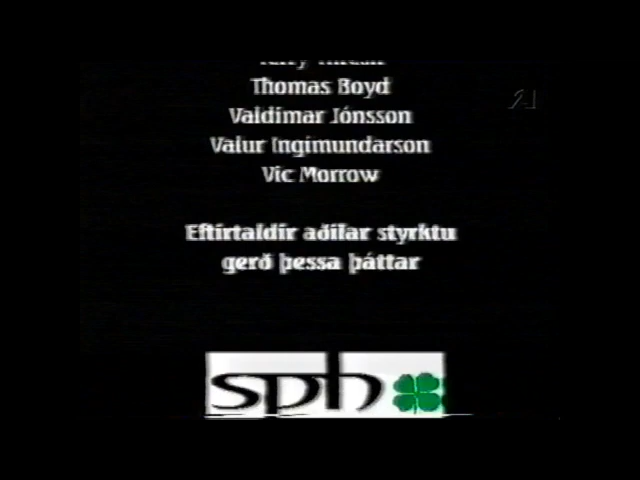 Thomas Boyd
Valdimar Jónsson
Valur Ingimundarson
Vic Morrow
Eftirtaldir aðilar styrktu
gerð þessa þáttar
sph